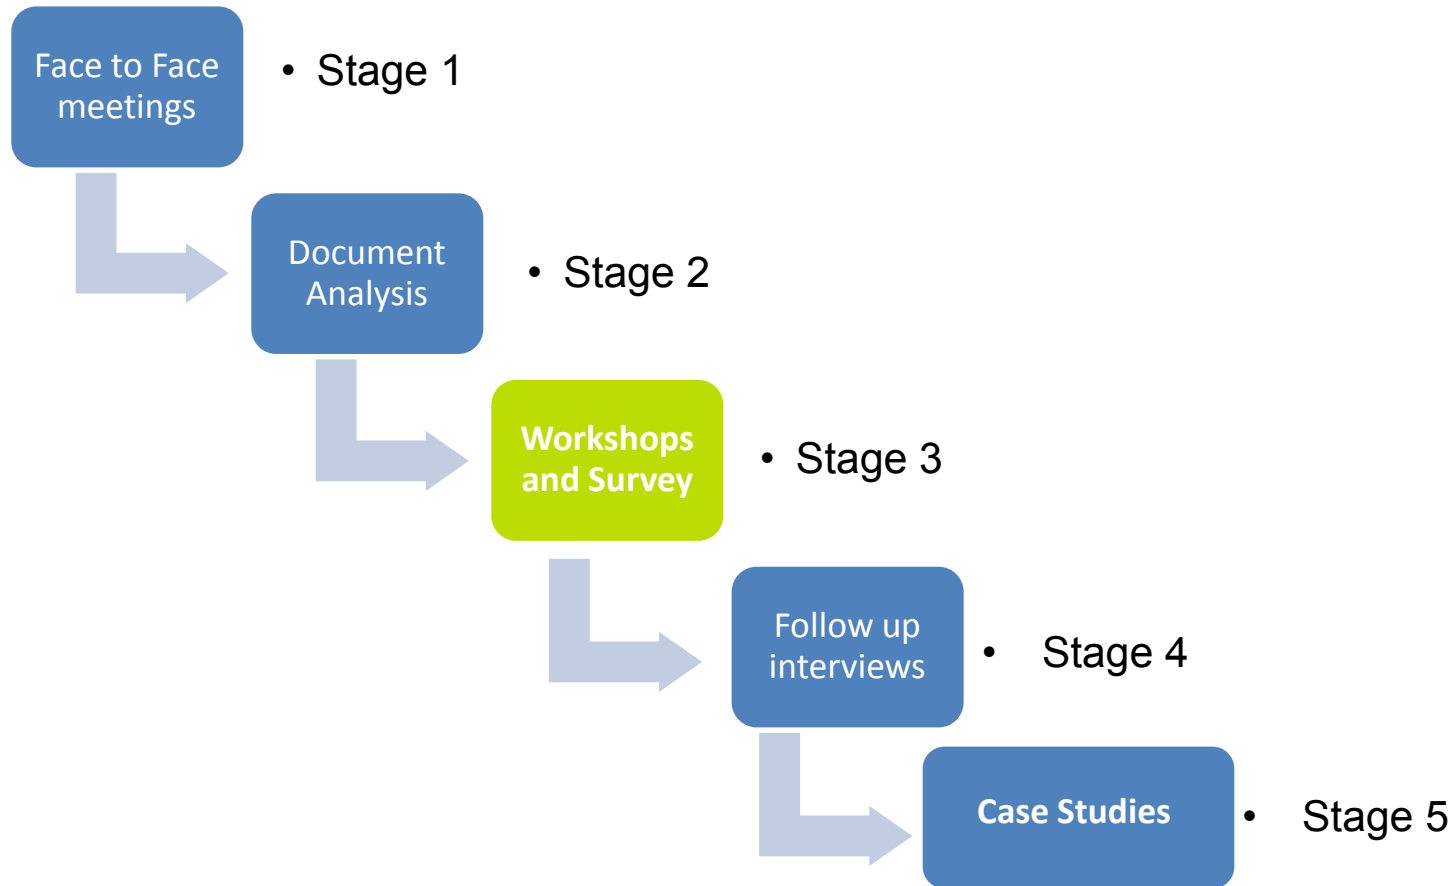 Face to Face
meetings
• Stage 1
Document
Analysis
• Stage 2
Workshops
and Survey
• Stage 3
Follow up
interviews
• Stage 4
Case Studies
• Stage 5